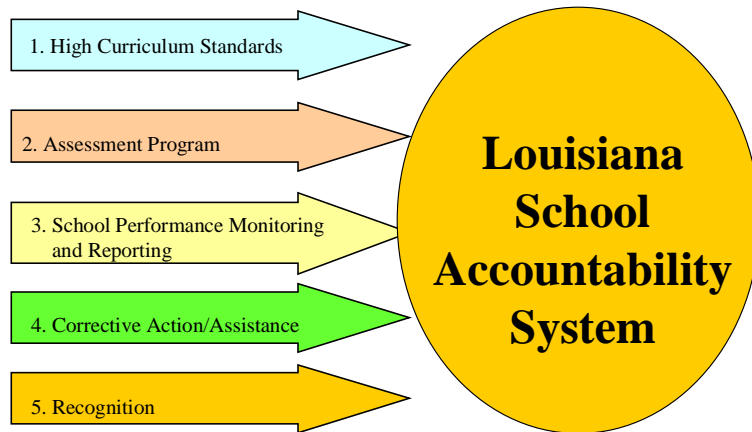 1. High Curriculum Standards
2. Assessment Program
3. School Performance Monitoring
and Reporting
4. Corrective Action/Assistance
5. Recognition
Louisiana
School
Accountability
System